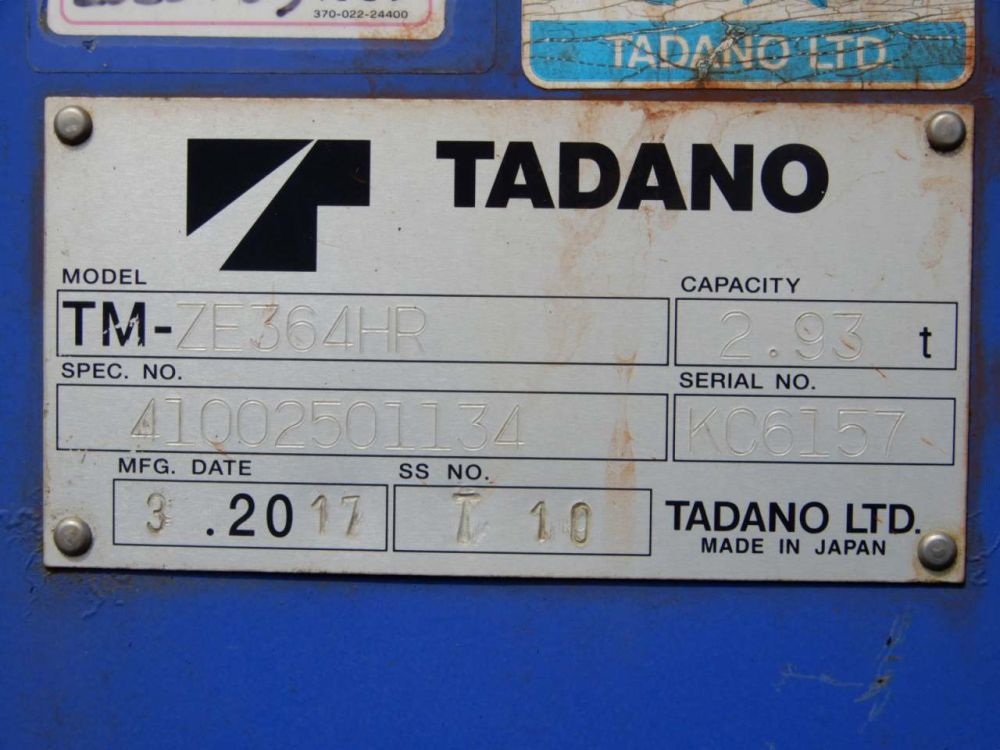 370-022-24400
TADANO LTD.
TADANO
MODEL
TM-ZE364HR
CAPACITY
2.93 t
SPEC. NO.
41002501134
SERIAL NO.
KC6157
MFG. DATE
3 .2017
SS NO.
T 10
TADANO LTD.
MADE IN JAPAN